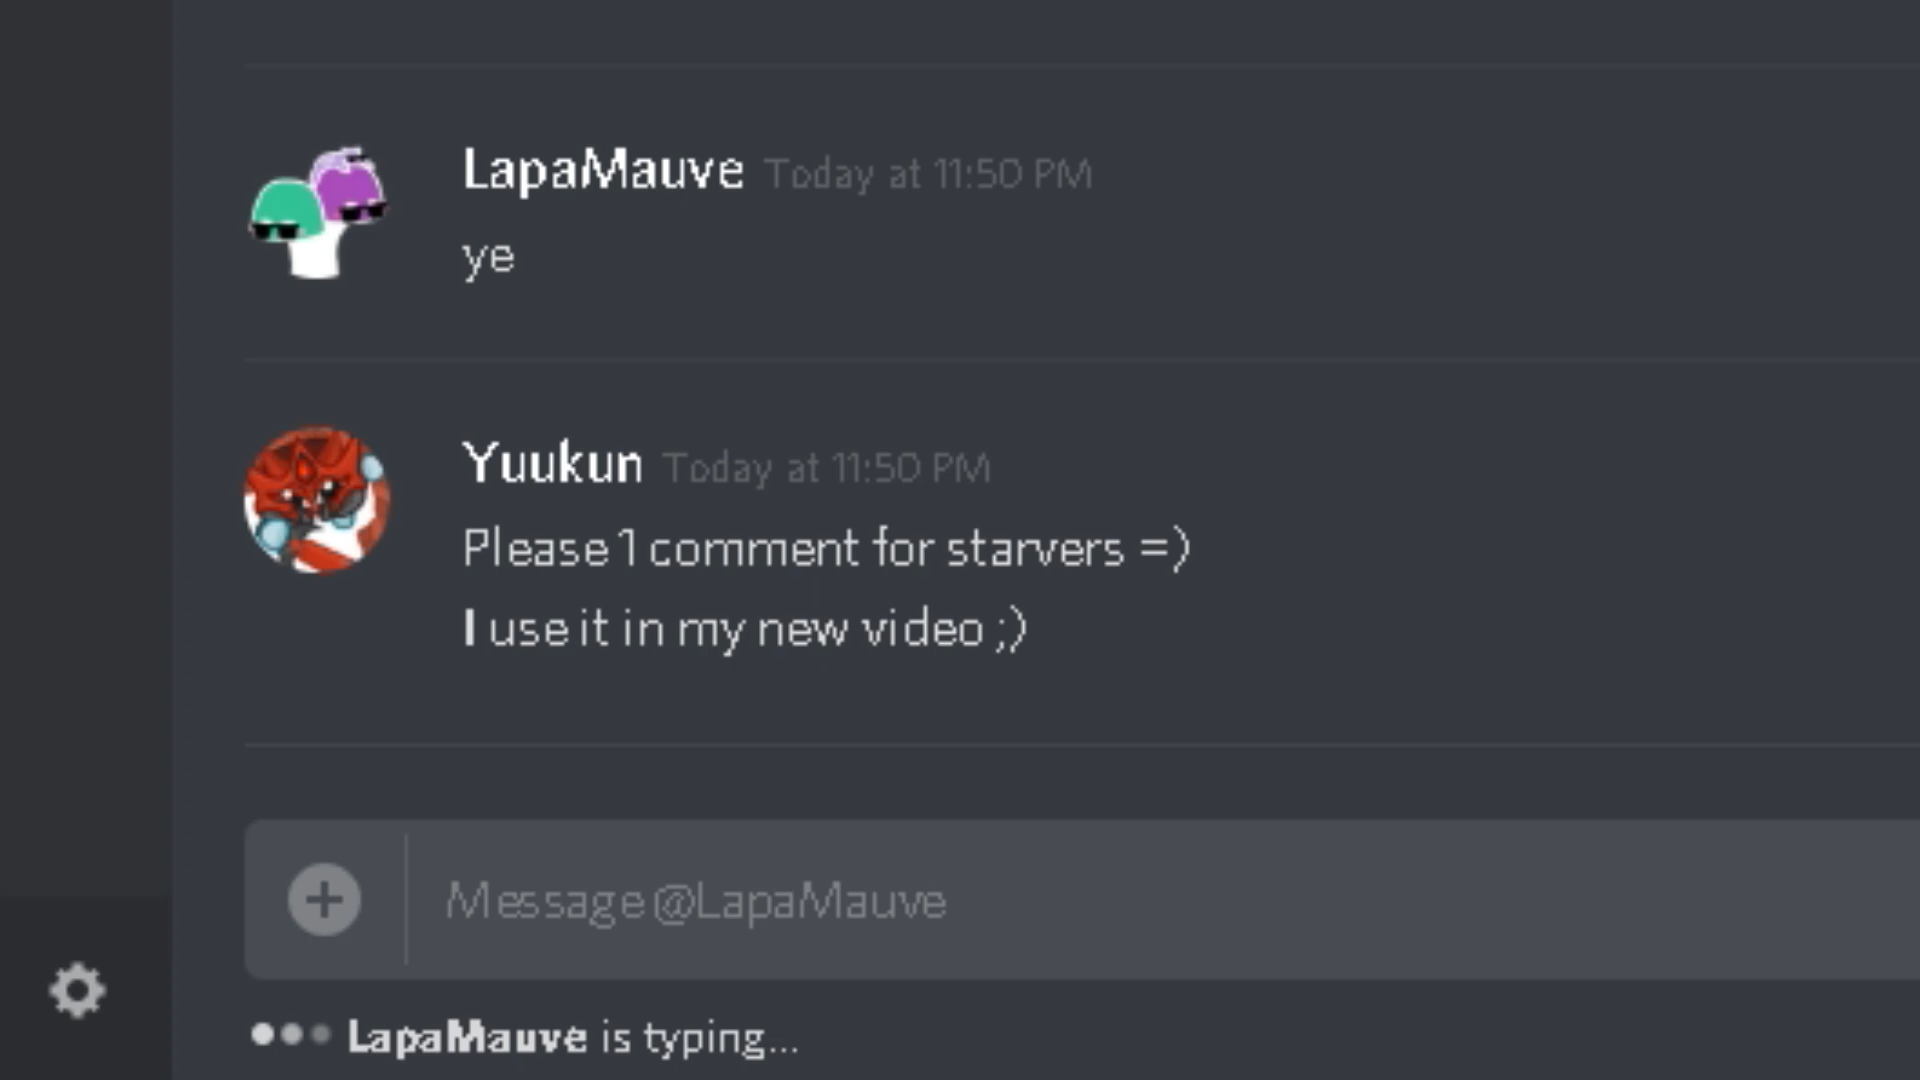 LapaMauve Today at 11:50 PM
ye
Yuukun Today at 11:50 PM
Please 1 comment for starvers =)
I use it in my new video ;)
Message @LapaMauve
LapaMauve is typing...